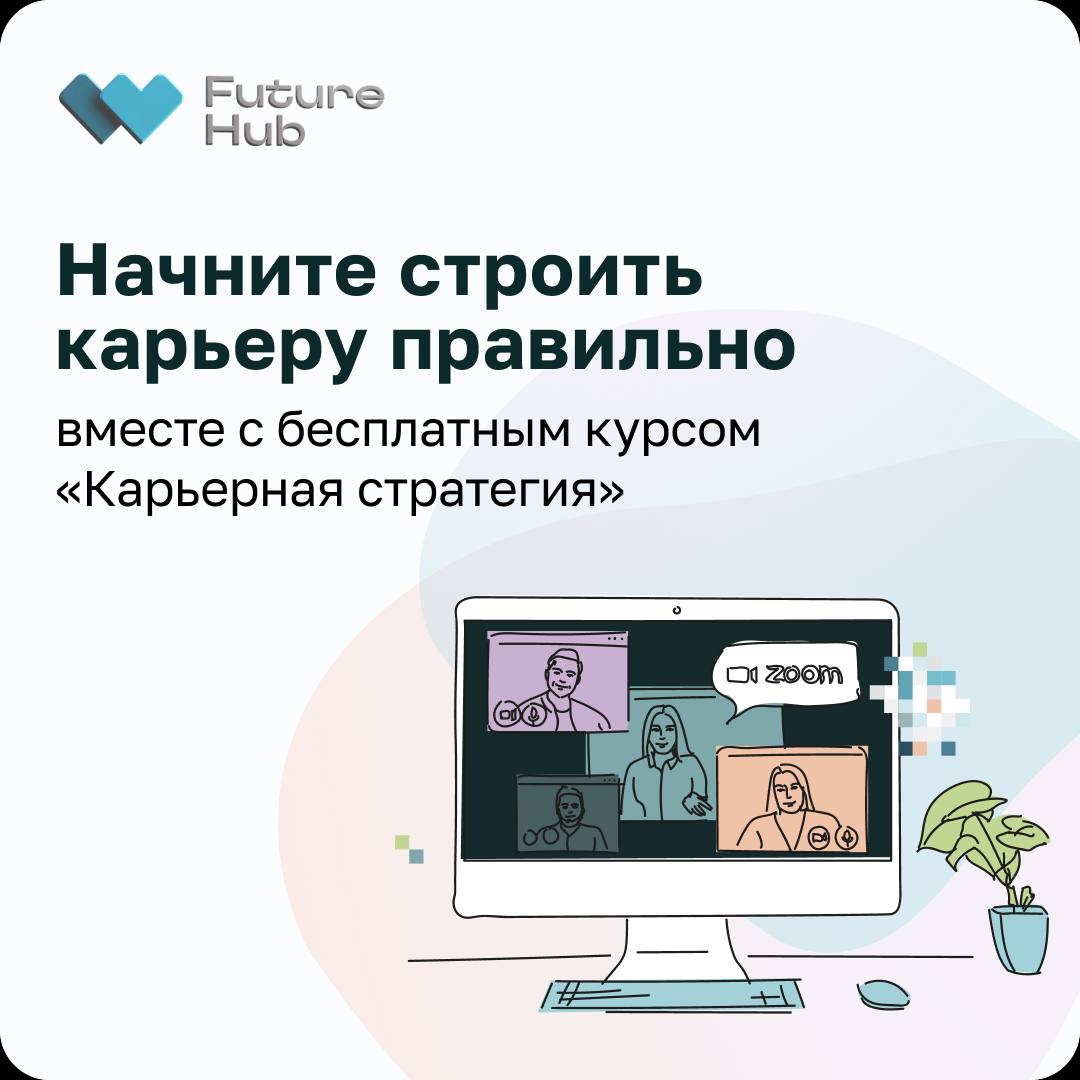 Future
Hub
Начните строить
карьеру правильно
вместе с бесплатным курсом
«Карьерная стратегия»
zoom